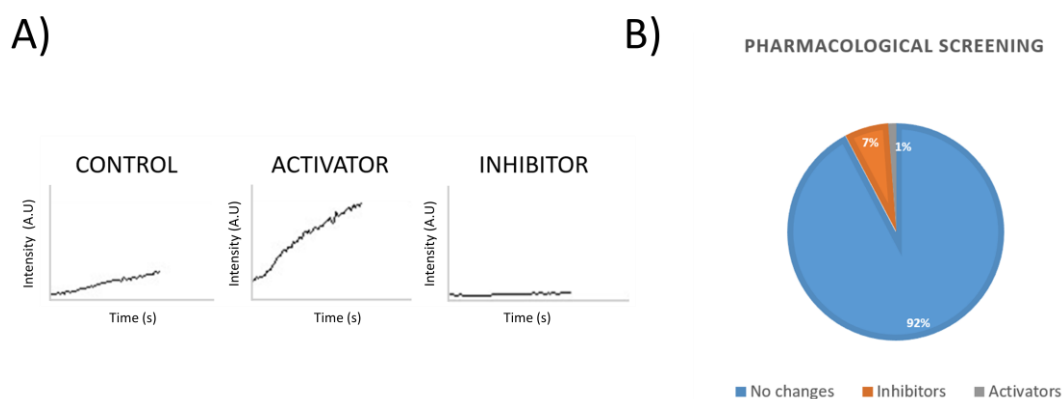 A)
CONTROL
Intensity (A.U)
Time (s)
ACTIVATOR
Intensity (A.U)
Time (s)
INHIBITOR
Intensity (A.U)
Time (s)
B)
PHARMACOLOGICAL SCREENING
7%
1%
92%
No changes
Inhibitors
Activators